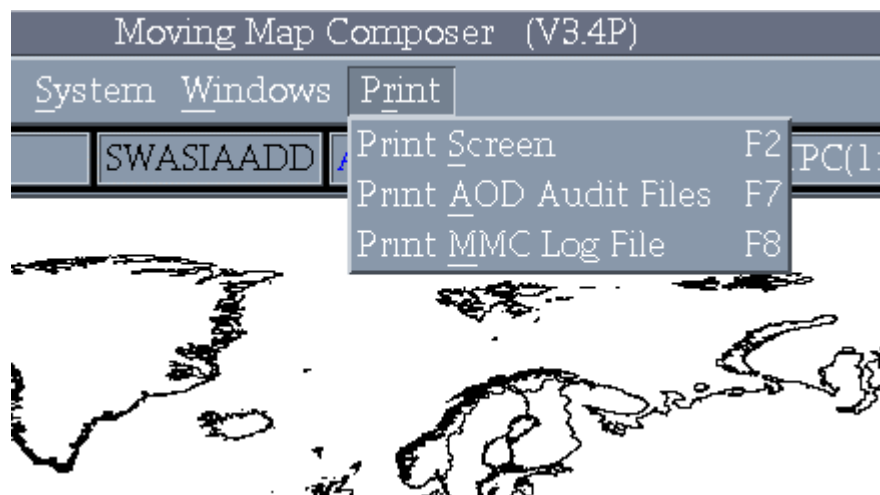 Moving Map Composer (V3.4P)
System Windows Print
SWASIAADD
Print Screen F2
Print AOD Audit Files F7
Print MMC Log File F8